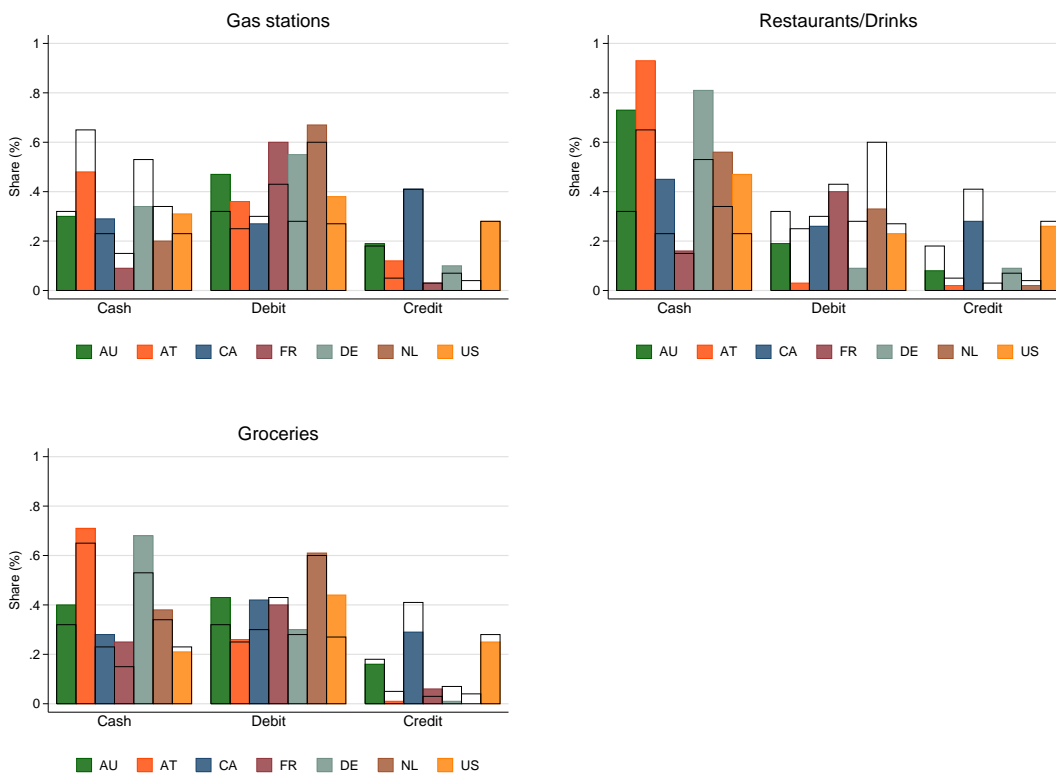 Gas stations
Share (%)
1
.8
.6
.4
.2
0
Cash Debit Credit
AU AT CA FR DE NL US
Restaurants/Drinks
Share (%)
1
.8
.6
.4
.2
0
Cash Debit Credit
AU AT CA FR DE NL US
Groceries
Share (%)
1
.8
.6
.4
.2
0
Cash Debit Credit
AU AT CA FR DE NL US